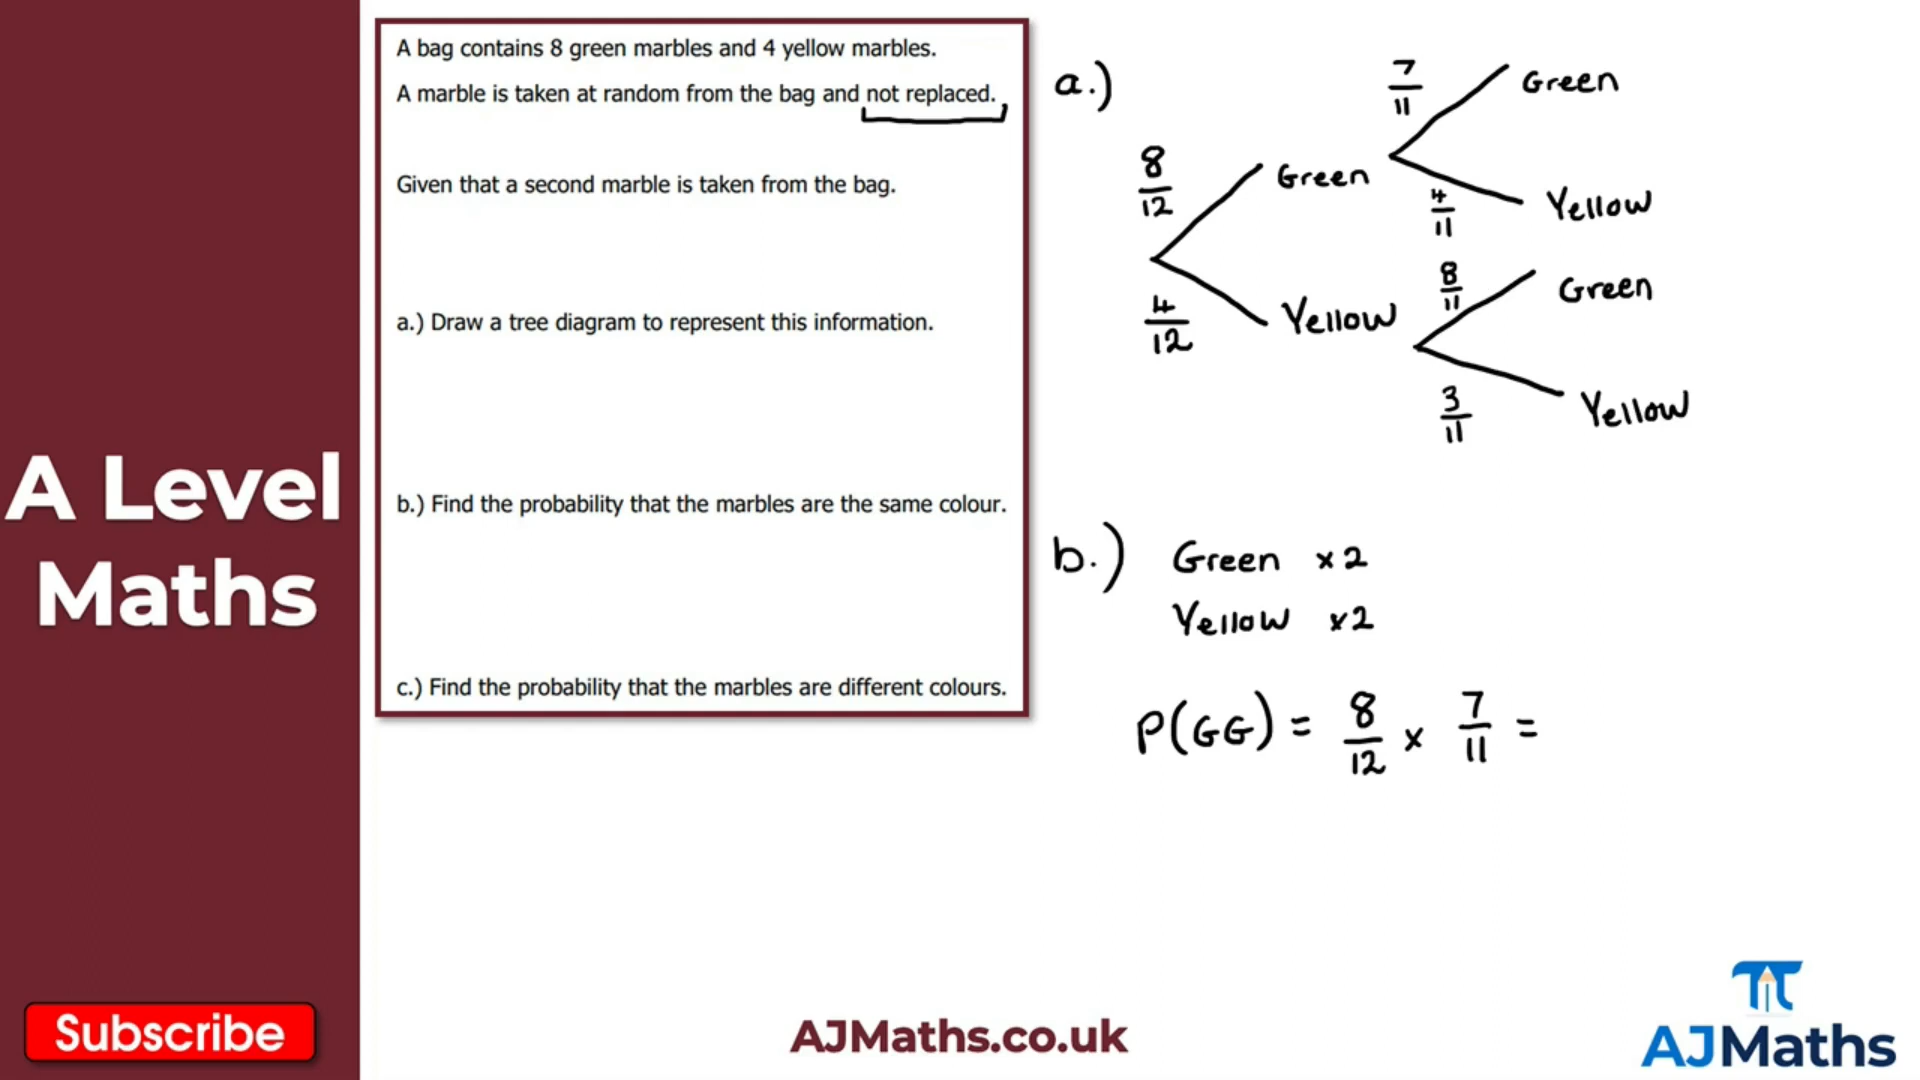 A Level
Maths
Subscribe
A bag contains 8 green marbles and 4 yellow marbles.
A marble is taken at random from the bag and not replaced.
Given that a second marble is taken from the bag.
a.) Draw a tree diagram to represent this information.
b.) Find the probability that the marbles are the same colour.
c.) Find the probability that the marbles are different colours.
a.)
8/12 Green
4/12 Yellow
7/11 Green
4/11 Yellow
8/11 Green
3/11 Yellow
b.) Green x2
Yellow x2
P(GG) = 8/12 x 7/11 =
AJMaths.co.uk
AJMaths